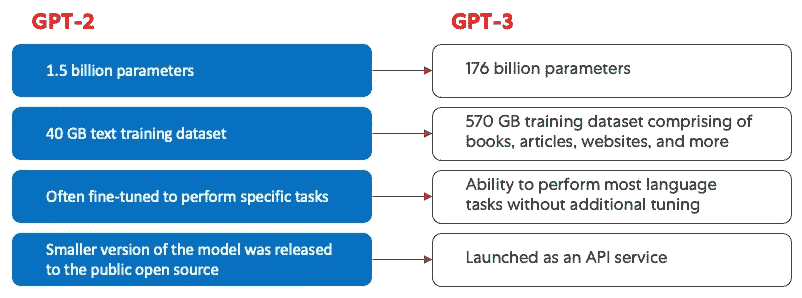 GPT-2
GPT-3
1.5 billion parameters
176 billion parameters
40 GB text training dataset
570 GB training dataset comprising of
books, articles, websites, and more
Often fine-tuned to perform specific tasks
Ability to perform most language
tasks without additional tuning
Smaller version of the model was released
to the public open source
Launched as an API service